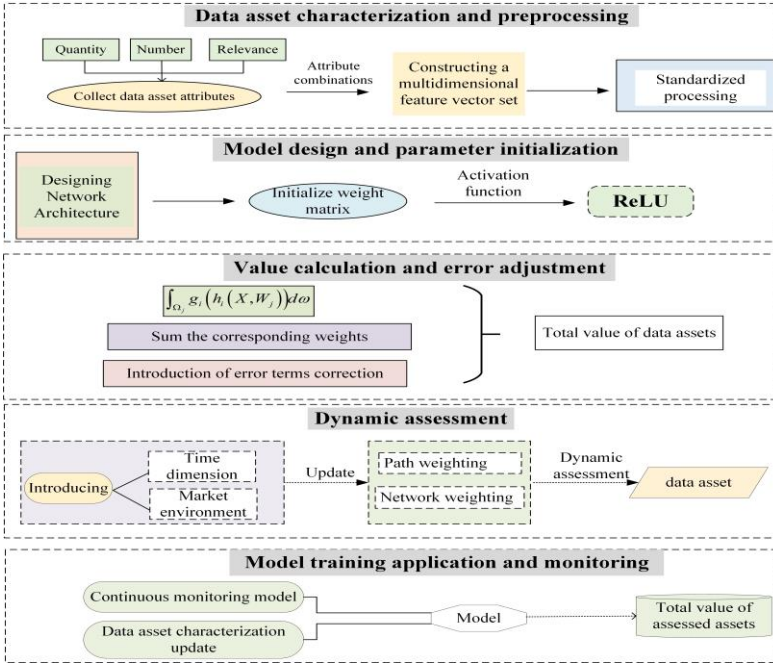 Data asset characterization and preprocessing
Quantity
Number
Relevance
Collect data asset attributes
Attribute
combinations
Constructing a
multidimensional
feature vector set
Standardized
processing
Model design and parameter initialization
Designing
Network
Architecture
Initialize weight
matrix
Activation
function
ReLU
Value calculation and error adjustment
∫_{Ω_j} g_i(h_i(X,W_j))dω
Sum the corresponding weights
Introduction of error terms correction
Total value of data assets
Dynamic assessment
Introducing
Time
dimension
Market
environment
Update
Path weighting
Network weighting
Dynamic
assessment
data asset
Model training application and monitoring
Continuous monitoring model
Data asset characterization
update
Model
Total value of
assessed assets